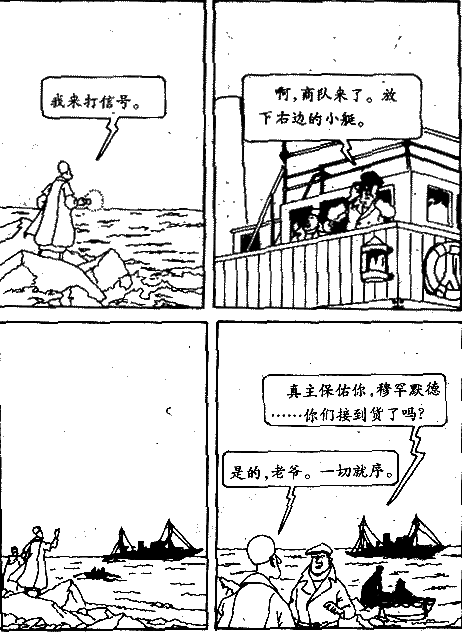 我来打信号。
啊,商队来了。放
下右边的小艇。
真主保佑你,穆罕默德
……你们接到货了吗?
是的,老爷。一切就序。